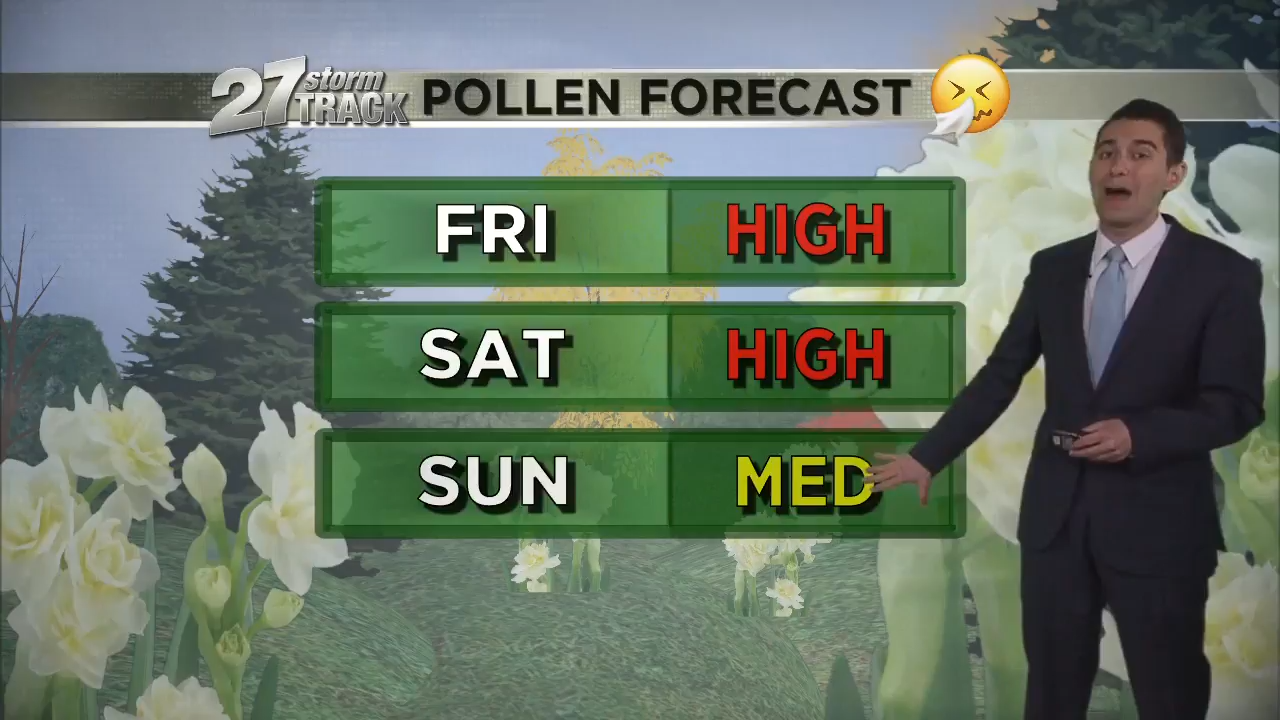 27 storm TRACK POLLEN FORECAST
FRI HIGH
SAT HIGH
SUN MED